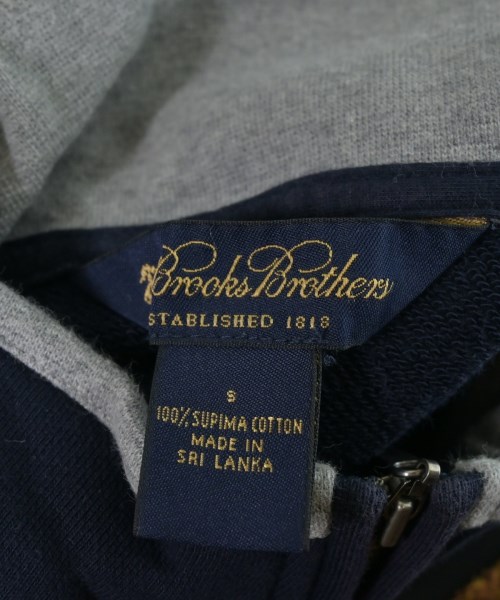 Brooks Brothers
STABLISHED 1818
S
100% SUPIMA COTTON
MADE IN
SRI LANKA